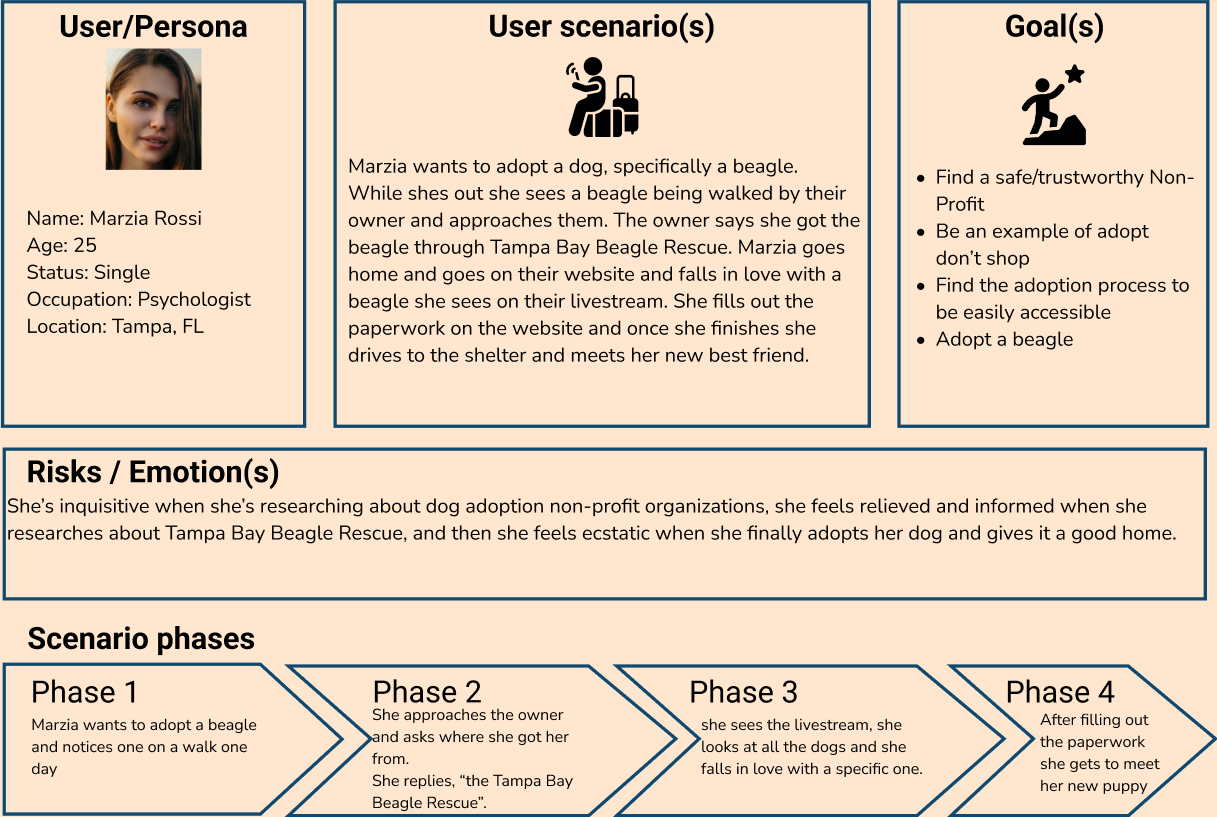 User/Persona
Name: Marzia Rossi
Age: 25
Status: Single
Occupation: Psychologist
Location: Tampa, FL
User scenario(s)
Marzia wants to adopt a dog, specifically a beagle.
While shes out she sees a beagle being walked by their
owner and approaches them. The owner says she got the
beagle through Tampa Bay Beagle Rescue. Marzia goes
home and goes on their website and falls in love with a
beagle she sees on their livestream. She fills out the
paperwork on the website and once she finishes she
drives to the shelter and meets her new best friend.
Goal(s)
• Find a safe/trustworthy Non-
Profit
• Be an example of adopt
don’t shop
• Find the adoption process to
be easily accessible
• Adopt a beagle
Risks / Emotion(s)
She’s inquisitive when she’s researching about dog adoption non-profit organizations, she feels relieved and informed when she
researches about Tampa Bay Beagle Rescue, and then she feels ecstatic when she finally adopts her dog and gives it a good home.
Scenario phases
Phase 1
Marzia wants to adopt a beagle
and notices one on a walk one
day
Phase 2
She approaches the owner
and asks where she got her
from.
She replies, “the Tampa Bay
Beagle Rescue”.
Phase 3
she sees the livestream, she
looks at all the dogs and she
falls in love with a specific one.
Phase 4
After filling out
the paperwork
she gets to meet
her new puppy